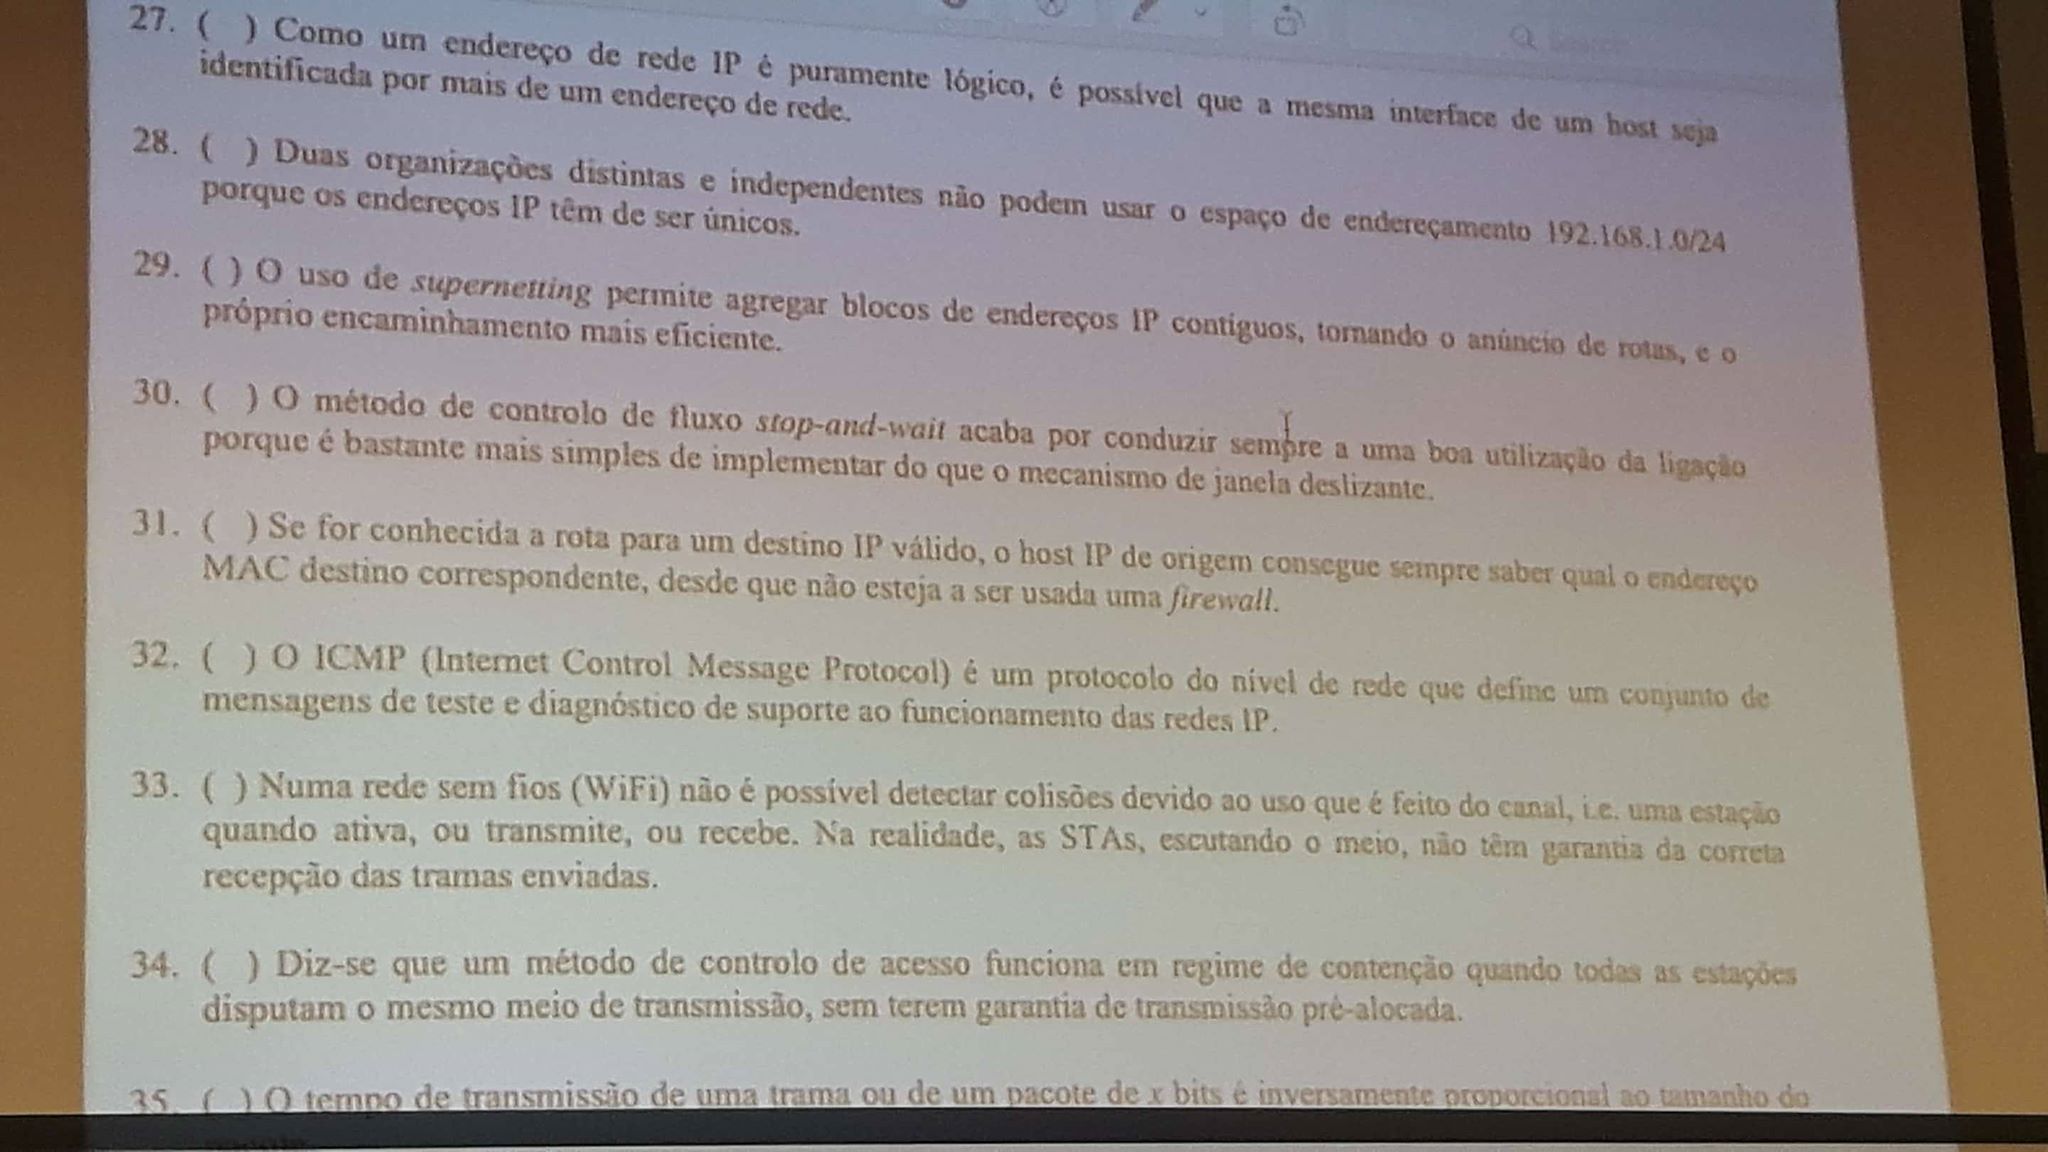 27. ( ) Como um endereço de rede IP é puramente lógico, é possível que a mesma interface de um host seja
identificada por mais de um endereço de rede.
28. ( ) Duas organizações distintas e independentes não podem usar o espaço de endereçamento 192.168.1.0/24
porque os endereços IP têm de ser únicos.
29. ( ) O uso de supernetting permite agregar blocos de endereços IP contíguos, tornando o anúncio de rotas, e o
próprio encaminhamento mais eficiente.
30. ( ) O método de controlo de fluxo stop-and-wait acaba por conduzir sempre a uma boa utilização da ligação
porque é bastante mais simples de implementar do que o mecanismo de janela deslizante.
31. ( ) Se for conhecida a rota para um destino IP válido, o host IP de origem consegue sempre saber qual o endereço
MAC destino correspondente, desde que não esteja a ser usada uma firewall.
32. ( ) O ICMP (Internet Control Message Protocol) é um protocolo do nível de rede que define um conjunto de
mensagens de teste e diagnóstico de suporte ao funcionamento das redes IP.
33. ( ) Numa rede sem fios (WiFi) não é possível detectar colisões devido ao uso que é feito do canal, i.e. uma estação
quando ativa, ou transmite, ou recebe. Na realidade, as STAs, escutando o meio, não têm garantia da correta
recepção das tramas enviadas.
34. ( ) Diz-se que um método de controlo de acesso funciona em regime de contenção quando todas as estações
disputam o mesmo meio de transmissão, sem terem garantia de transmissão pré-alocada.
35. ( ) O tempo de transmissão de uma trama ou de um pacote de x bits é inversamente proporcional ao tamanho do